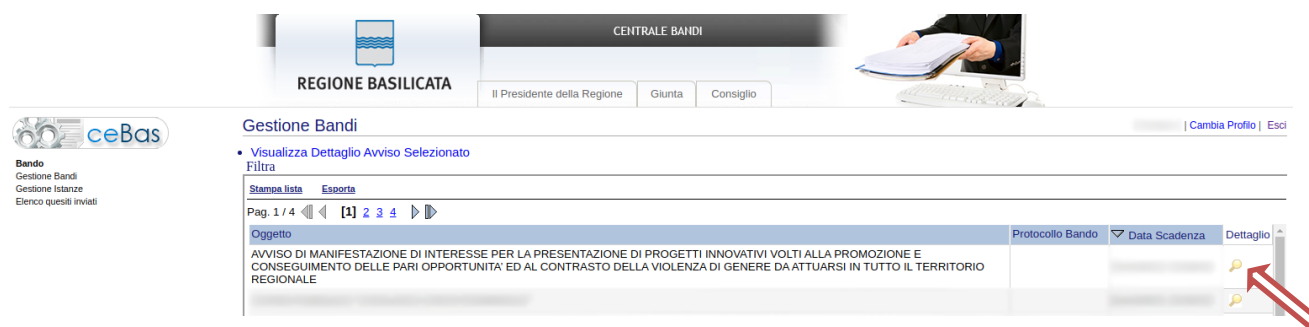 CENTRALE BANDI
REGIONE BASILICATA
Il Presidente della Regione Giunta Consiglio
ceBas
Gestione Bandi
| Cambia Profilo | Esci
Bando
Gestione Bandi
Gestione Istanze
Elenco quesiti inviati
• Visualizza Dettaglio Avviso Selezionato
Filtra
Stampa lista Esporta
Pag. 1 / 4 [1] 2 3 4
Oggetto Protocollo Bando Data Scadenza Dettaglio
AVVISO DI MANIFESTAZIONE DI INTERESSE PER LA PRESENTAZIONE DI PROGETTI INNOVATIVI VOLTI ALLA PROMOZIONE E
CONSEGUIMENTO DELLE PARI OPPORTUNITA' ED AL CONTRASTO DELLA VIOLENZA DI GENERE DA ATTUARSI IN TUTTO IL TERRITORIO
REGIONALE